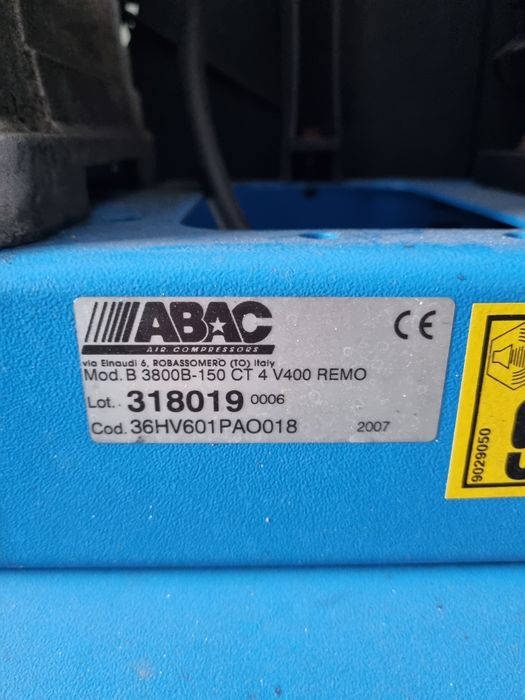 ABAC
AIR COMPRESSORS
via Einaudi 6, ROBASSOMERO (TO) Italy
Mod. B 3800B-150 CT 4 V400 REMO
Lot. 318019 0006
Cod. 36HV601PAO018 2007
CE
9029050